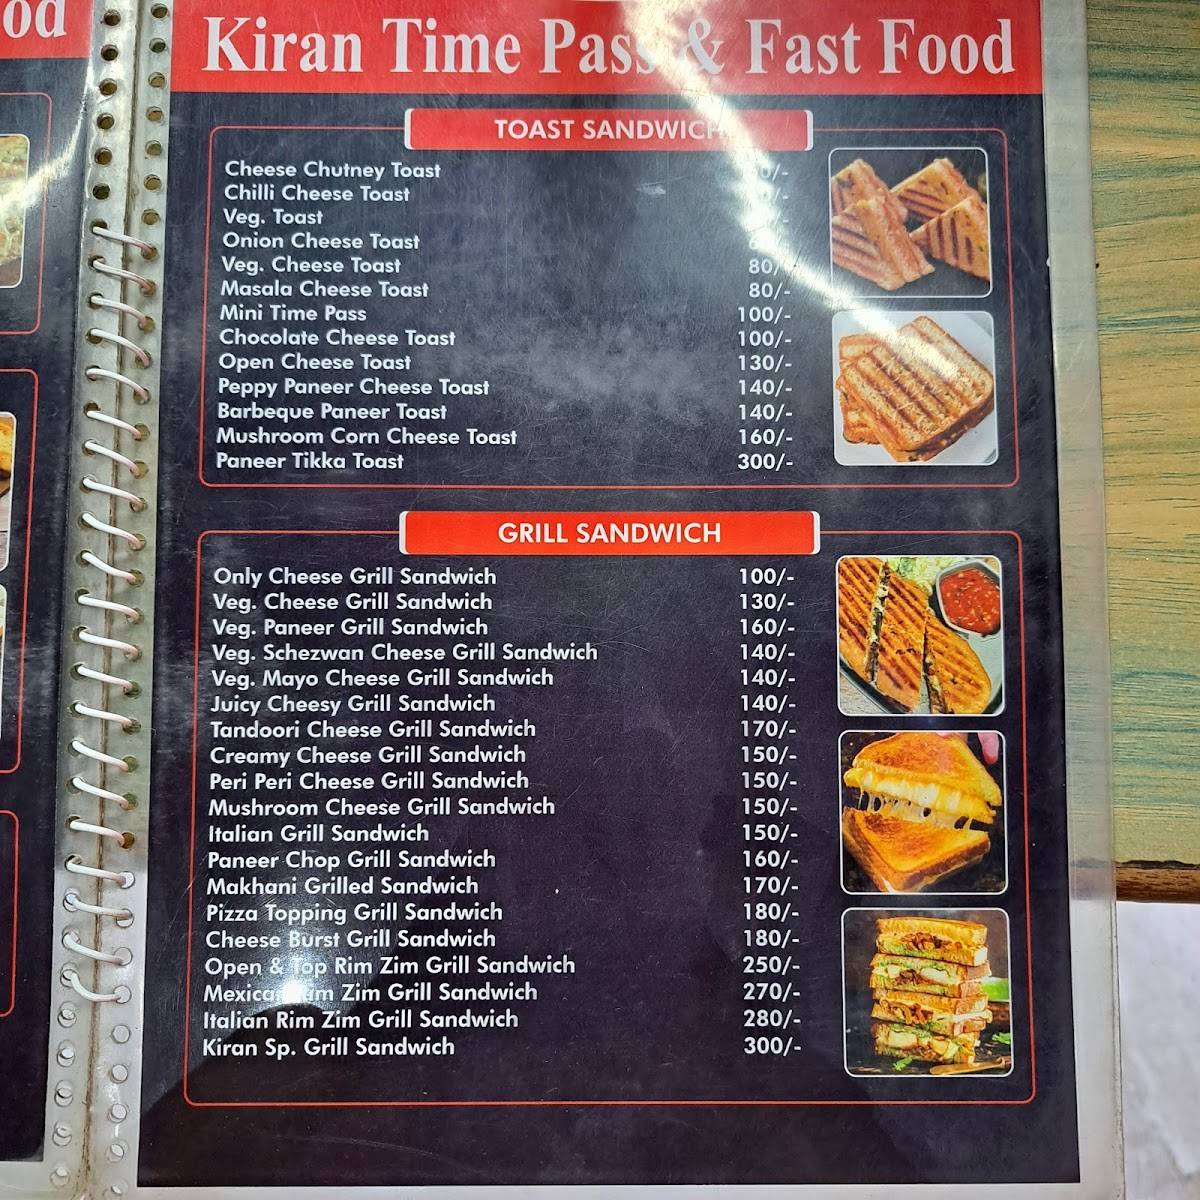 od
Kiran Time Pass & Fast Food
TOAST SANDWICH
Cheese Chutney Toast
Chilli Cheese Toast
Veg. Toast
Onion Cheese Toast
Veg. Cheese Toast 80/-
Masala Cheese Toast 80/-
Mini Time Pass 100/-
Chocolate Cheese Toast 100/-
Open Cheese Toast 130/-
Peppy Paneer Cheese Toast 140/-
Barbeque Paneer Toast 140/-
Mushroom Corn Cheese Toast 160/-
Paneer Tikka Toast 300/-
GRILL SANDWICH
Only Cheese Grill Sandwich 100/-
Veg. Cheese Grill Sandwich 130/-
Veg. Paneer Grill Sandwich 160/-
Veg. Schezwan Cheese Grill Sandwich 140/-
Veg. Mayo Cheese Grill Sandwich 140/-
Juicy Cheesy Grill Sandwich 140/-
Tandoori Cheese Grill Sandwich 170/-
Creamy Cheese Grill Sandwich 150/-
Peri Peri Cheese Grill Sandwich 150/-
Mushroom Cheese Grill Sandwich 150/-
Italian Grill Sandwich 150/-
Paneer Chop Grill Sandwich 160/-
Makhani Grilled Sandwich 170/-
Pizza Topping Grill Sandwich 180/-
Cheese Burst Grill Sandwich 180/-
Open & Top Rim Zim Grill Sandwich 250/-
Mexican Rim Zim Grill Sandwich 270/-
Italian Rim Zim Grill Sandwich 280/-
Kiran Sp. Grill Sandwich 300/-